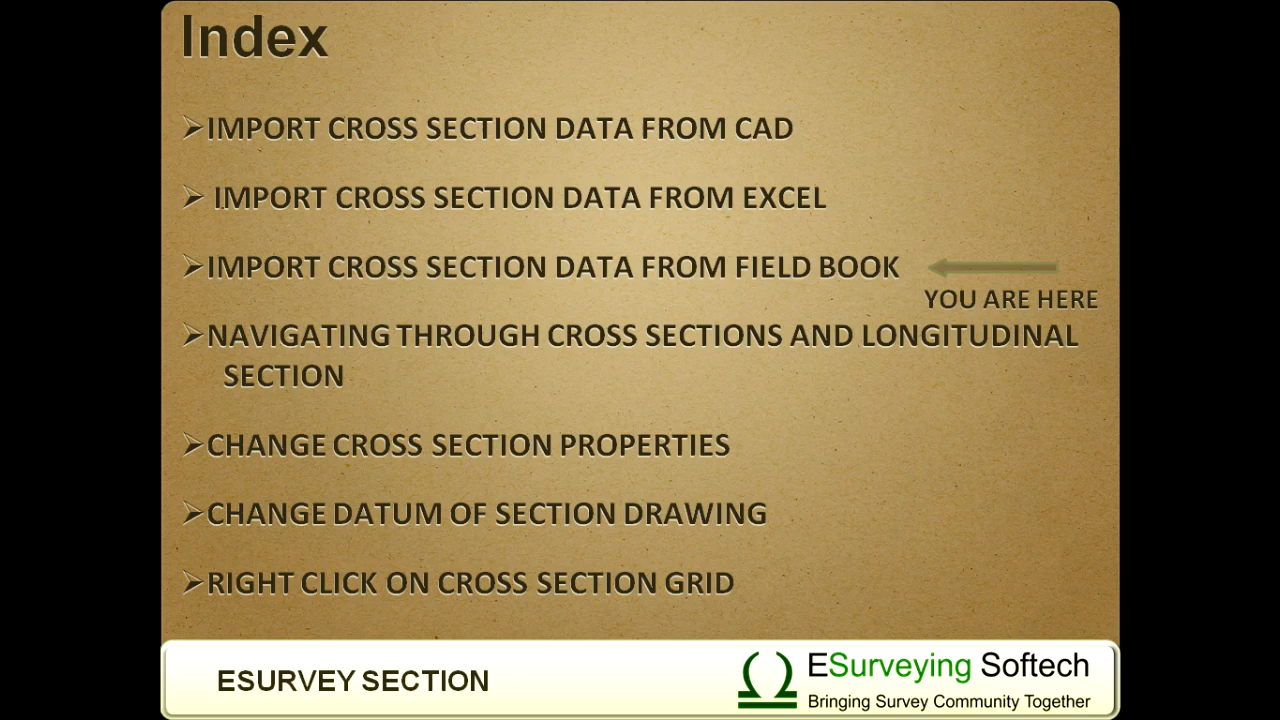 Index
IMPORT CROSS SECTION DATA FROM CAD
IMPORT CROSS SECTION DATA FROM EXCEL
IMPORT CROSS SECTION DATA FROM FIELD BOOK
YOU ARE HERE
NAVIGATING THROUGH CROSS SECTIONS AND LONGITUDINAL
SECTION
CHANGE CROSS SECTION PROPERTIES
CHANGE DATUM OF SECTION DRAWING
RIGHT CLICK ON CROSS SECTION GRID
ESURVEY SECTION
ESurveying Softech
Bringing Survey Community Together